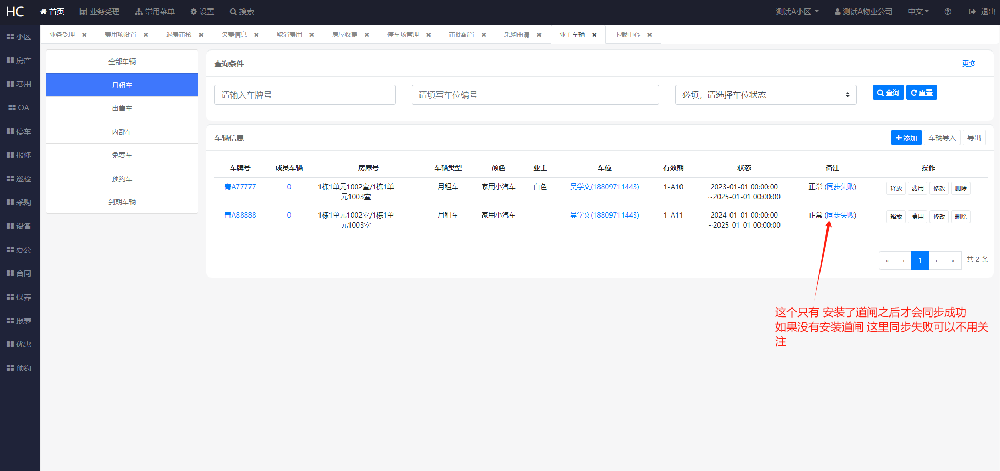 HC 首页 业务受理 常用菜单 设置 搜索 测试A小区 测试A物业公司 中文 退出
业务受理 费用项设置 退费审核 欠费信息 取消费用 房屋收费 停车场管理 审批配置 采购申请 业主车辆 下载中心
小区
房产
费用
OA
停车
报修
巡检
采购
设备
办公
合同
保养
报表
优惠
预约
全部车辆
月租车
出售车
内部车
免费车
预约车
到期车辆
查询条件 更多
请输入车牌号 请填写车位编号 必填，请选择车位状态 查询 重置
车辆信息 添加 车辆导入 导出
车牌号 成员车辆 房屋号 车辆类型 颜色 业主 车位 有效期 状态 备注 操作
青A77777 0 1栋1单元1002室/1栋1单 月租车 家用小汽车 白色 吴学文(18809711443) 1-A10 2023-01-01 00:00:00 正常 (同步失败) 释放 费用 修改 删除
元1003室 ~2025-01-01 00:00:00
青A88888 0 1栋1单元1002室/1栋1单 月租车 家用小汽车 - 吴学文(18809711443) 1-A11 2024-01-01 00:00:00 正常 (同步失败) 释放 费用 修改 删除
元1003室 ~2025-01-01 00:00:00
« ‹ 1 › » 共 2 条
这个只有 安装了道闸之后才会同步成功
如果没有安装道闸 这里同步失败可以不用关
注